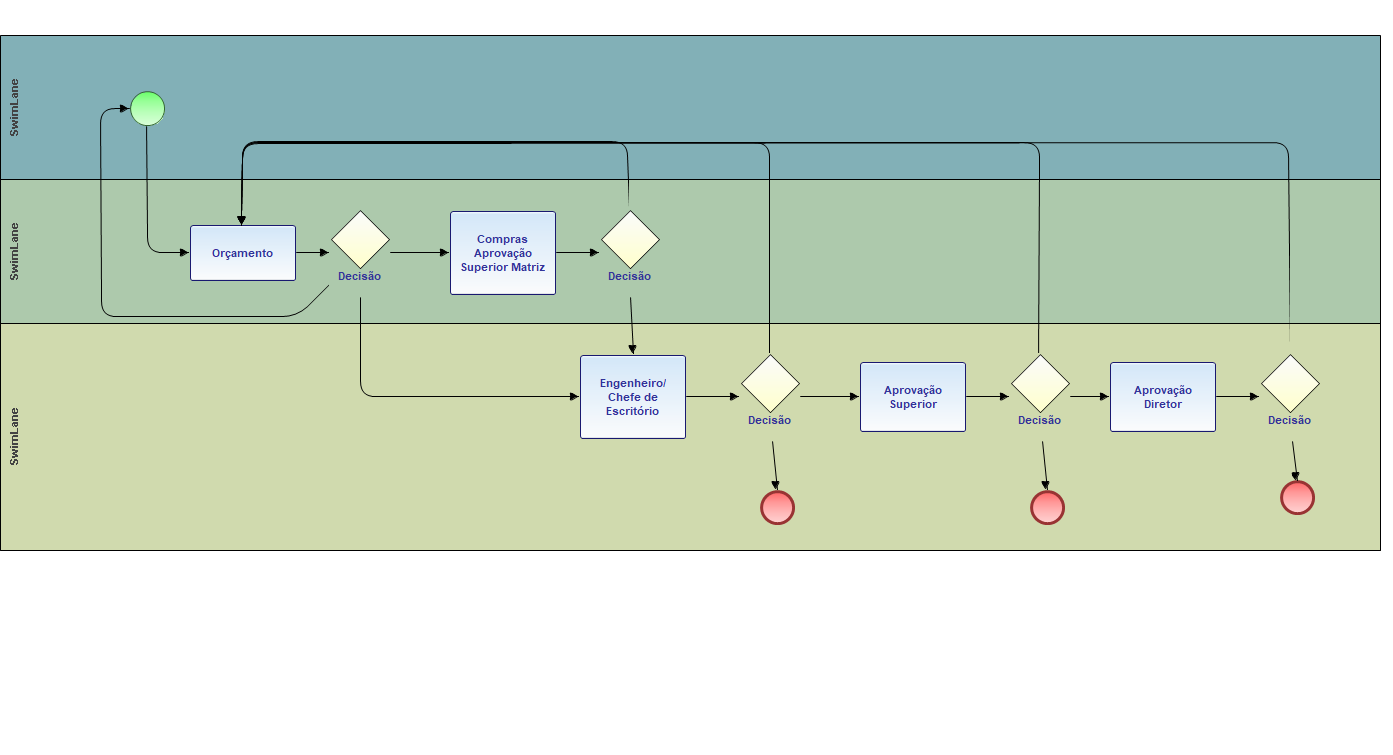 SwimLane
SwimLane
Orçamento
Decisão
Compras
Aprovação
Superior Matriz
Decisão
SwimLane
Engenheiro/
Chefe de
Escritório
Decisão
Aprovação
Superior
Decisão
Aprovação
Diretor
Decisão